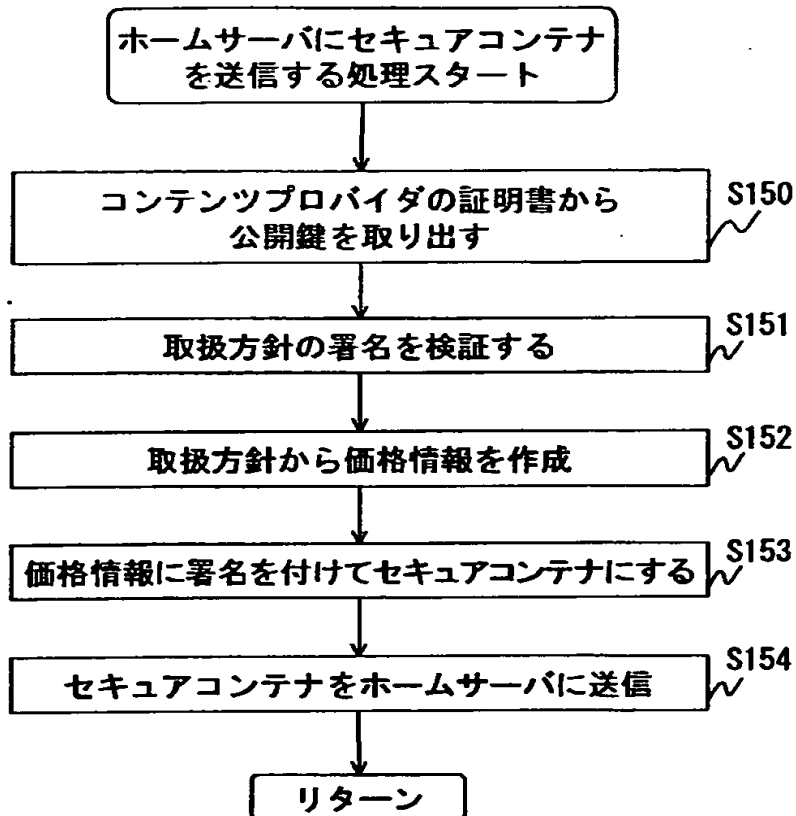 ホームサーバにセキュアコンテナ
を送信する処理スタート
コンテンツプロバイダの証明書から
公開鍵を取り出す
S150
取扱方針の署名を検証する
S151
取扱方針から価格情報を作成
S152
価格情報に署名を付けてセキュアコンテナにする
S153
セキュアコンテナをホームサーバに送信
S154
リターン